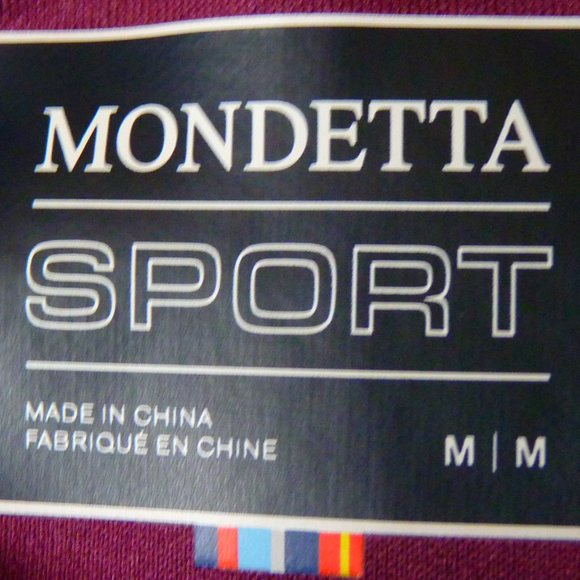 MONDETTA
SPORT
MADE IN CHINA
FABRIQUÉ EN CHINE
M | M